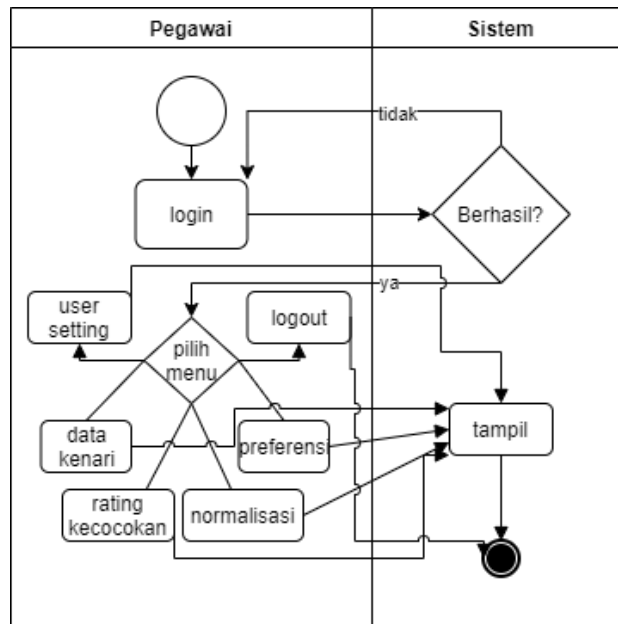 Pegawai
Sistem
tidak
login
Berhasil?
ya
user
setting
logout
pilih
menu
data
kenari
preferensi
tampil
rating
kecocokan
normalisasi